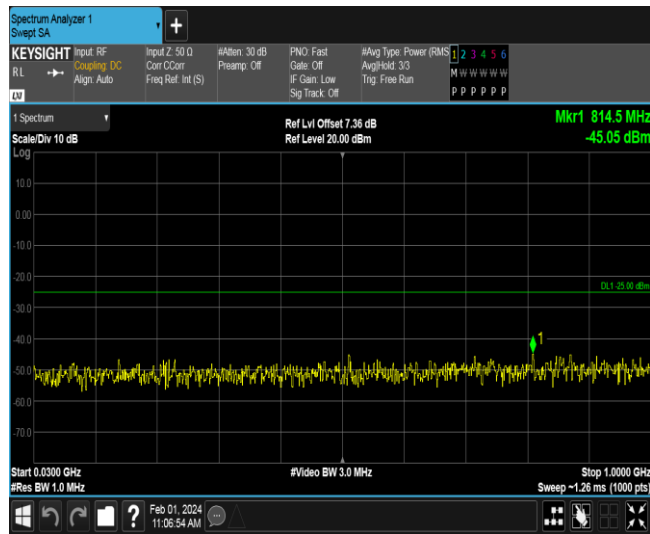 Spectrum Analyzer 1
Swept SA
+
KEYSIGHT
RL
LXI
Input: RF
Coupling: DC
Align: Auto
Input Z: 50 Ω
Corr CCorr
Freq Ref: Int (S)
#Atten: 30 dB
Preamp: Off
PNO: Fast
Gate: Off
IF Gain: Low
Sig Track: Off
#Avg Type: Power (RMS
Avg|Hold: 3/3
Trig: Free Run
1 2 3 4 5 6
M W W W W W
P P P P P P
1 Spectrum
Scale/Div 10 dB
Log
Ref Lvl Offset 7.36 dB
Ref Level 20.00 dBm
Mkr1 814.5 MHz
-45.05 dBm
10.0
0.00
-10.0
-20.0
DL1 -25.00 dBm
-30.0
-40.0
1
-50.0
-60.0
-70.0
Start 0.0300 GHz
#Res BW 1.0 MHz
#Video BW 3.0 MHz
Stop 1.0000 GHz
Sweep ~1.26 ms (1000 pts)
?
Feb 01, 2024
11:06:54 AM